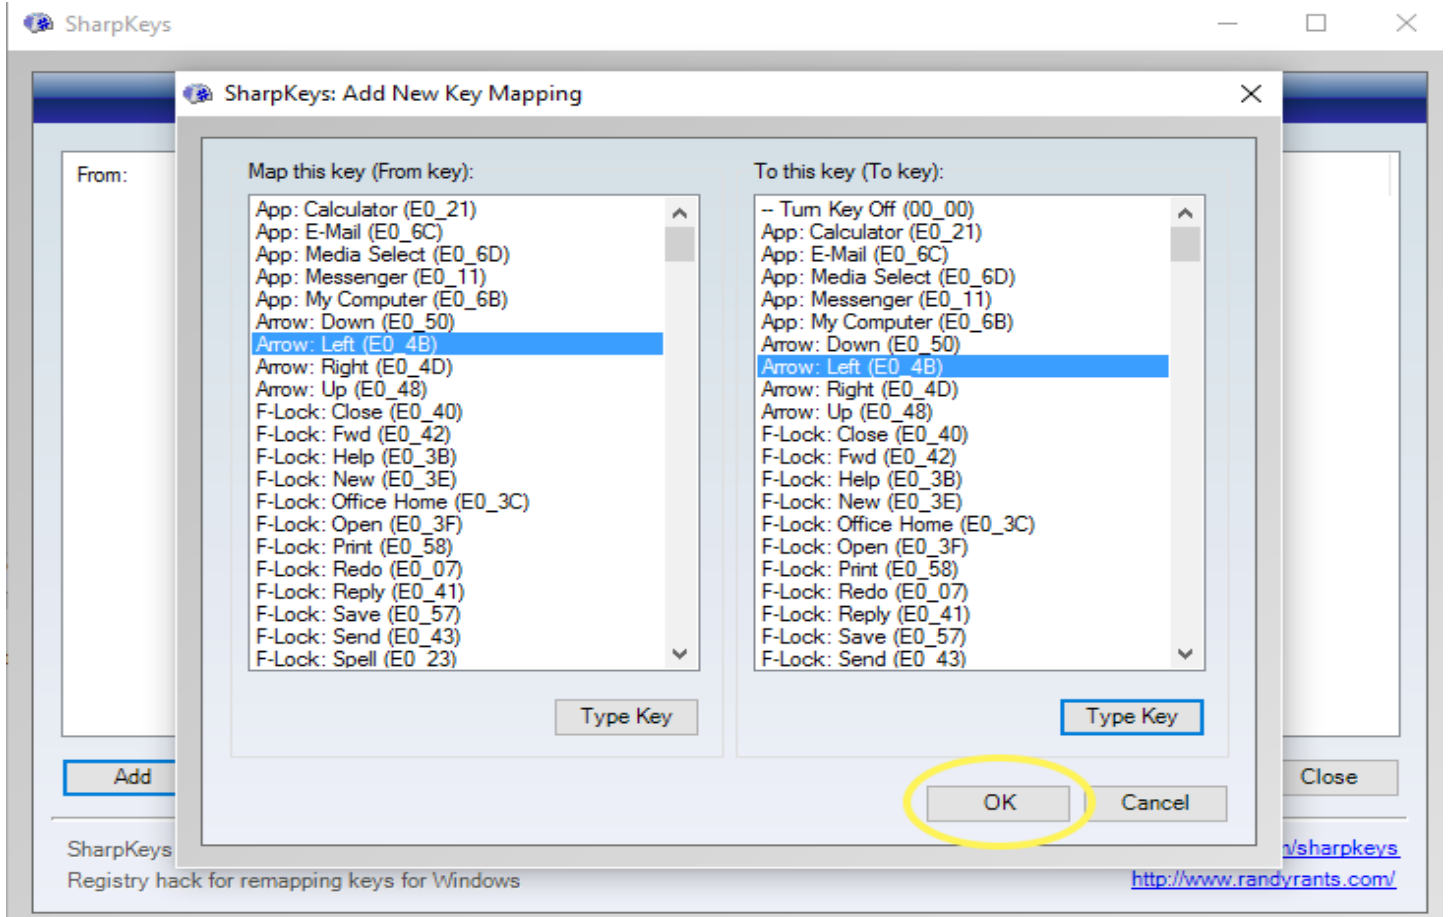 SharpKeys
SharpKeys: Add New Key Mapping
From:
Map this key (From key):
App: Calculator (E0_21)
App: E-Mail (E0_6C)
App: Media Select (E0_6D)
App: Messenger (E0_11)
App: My Computer (E0_6B)
Arrow: Down (E0_50)
Arrow: Left (E0_4B)
Arrow: Right (E0_4D)
Arrow: Up (E0_48)
F-Lock: Close (E0_40)
F-Lock: Fwd (E0_42)
F-Lock: Help (E0_3B)
F-Lock: New (E0_3E)
F-Lock: Office Home (E0_3C)
F-Lock: Open (E0_3F)
F-Lock: Print (E0_58)
F-Lock: Redo (E0_07)
F-Lock: Reply (E0_41)
F-Lock: Save (E0_57)
F-Lock: Send (E0_43)
F-Lock: Spell (E0_23)
Type Key
To this key (To key):
-- Turn Key Off (00_00)
App: Calculator (E0_21)
App: E-Mail (E0_6C)
App: Media Select (E0_6D)
App: Messenger (E0_11)
App: My Computer (E0_6B)
Arrow: Down (E0_50)
Arrow: Left (E0_4B)
Arrow: Right (E0_4D)
Arrow: Up (E0_48)
F-Lock: Close (E0_40)
F-Lock: Fwd (E0_42)
F-Lock: Help (E0_3B)
F-Lock: New (E0_3E)
F-Lock: Office Home (E0_3C)
F-Lock: Open (E0_3F)
F-Lock: Print (E0_58)
F-Lock: Redo (E0_07)
F-Lock: Reply (E0_41)
F-Lock: Save (E0_57)
F-Lock: Send (E0_43)
Type Key
OK
Cancel
Add
Close
SharpKeys
/sharpkeys
Registry hack for remapping keys for Windows
http://www.randyrants.com/